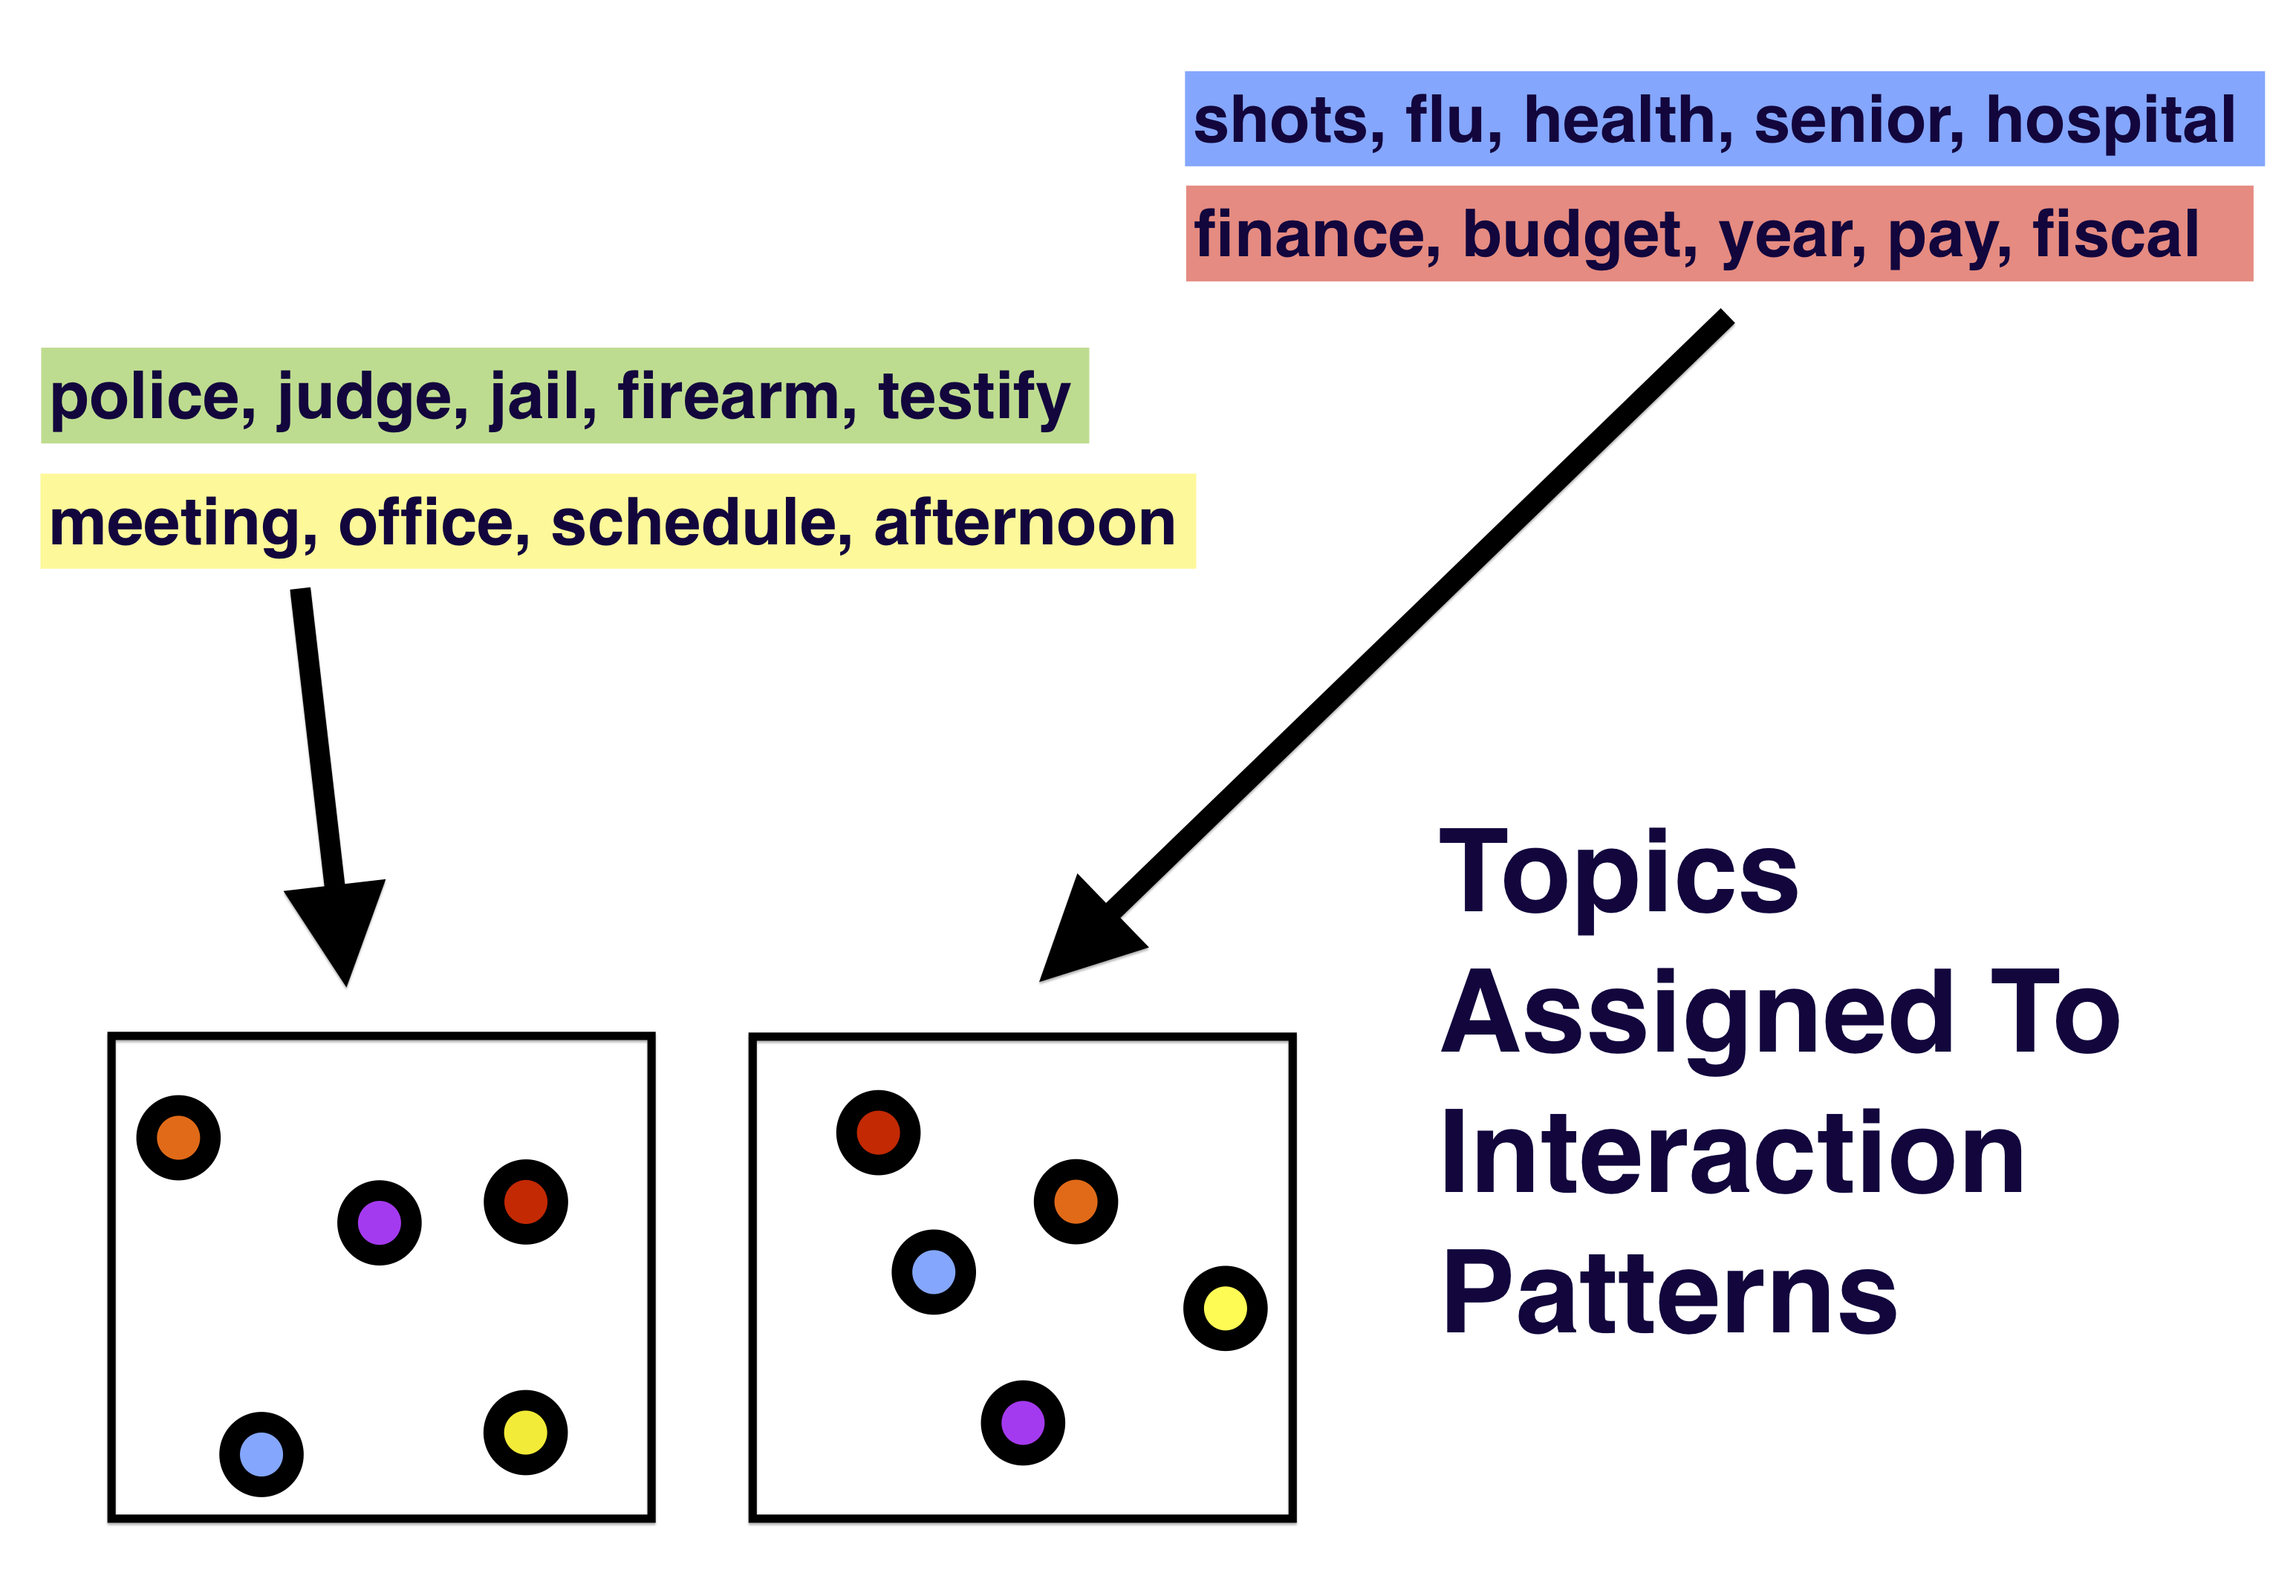 shots, flu, health, senior, hospital
finance, budget, year, pay, fiscal
police, judge, jail, firearm, testify
meeting, office, schedule, afternoon
Topics
Assigned To
Interaction
Patterns